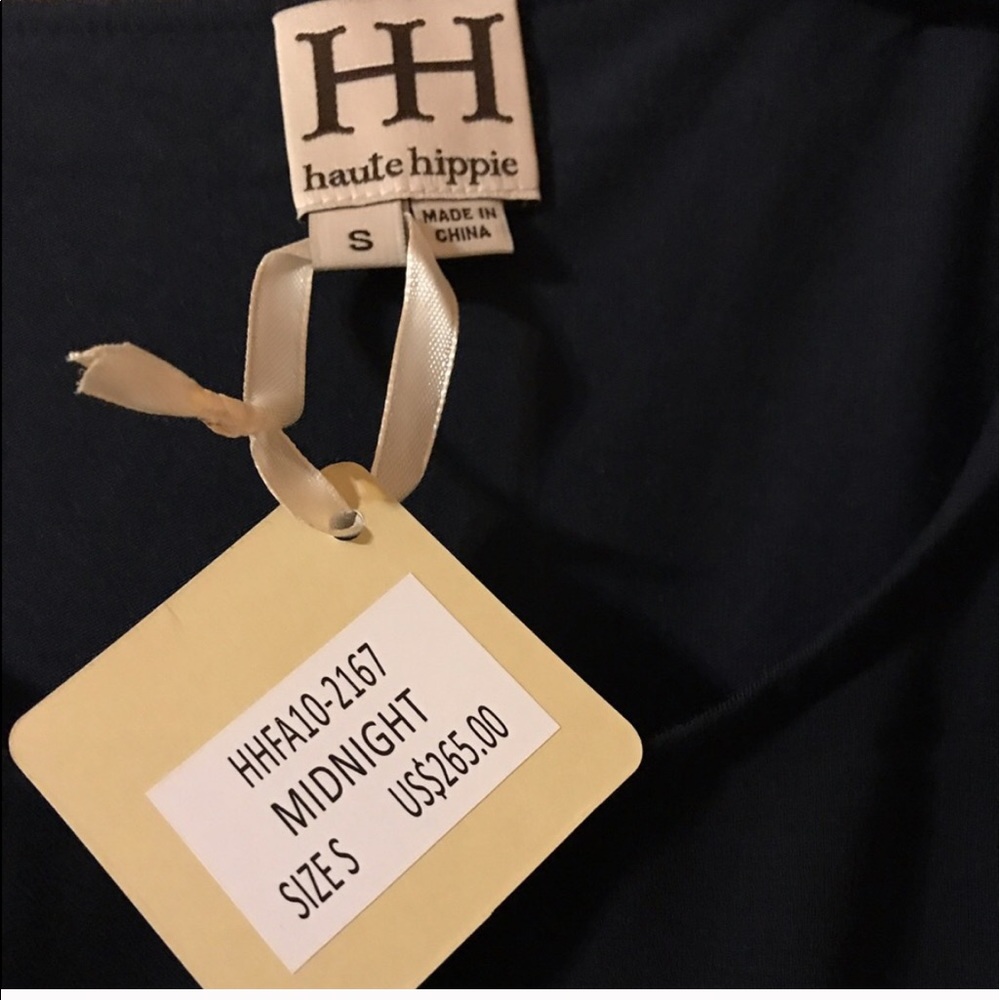 HH
haute hippie
S
MADE IN
CHINA
HHFA10-2167
MIDNIGHT
SIZE S US$265.00